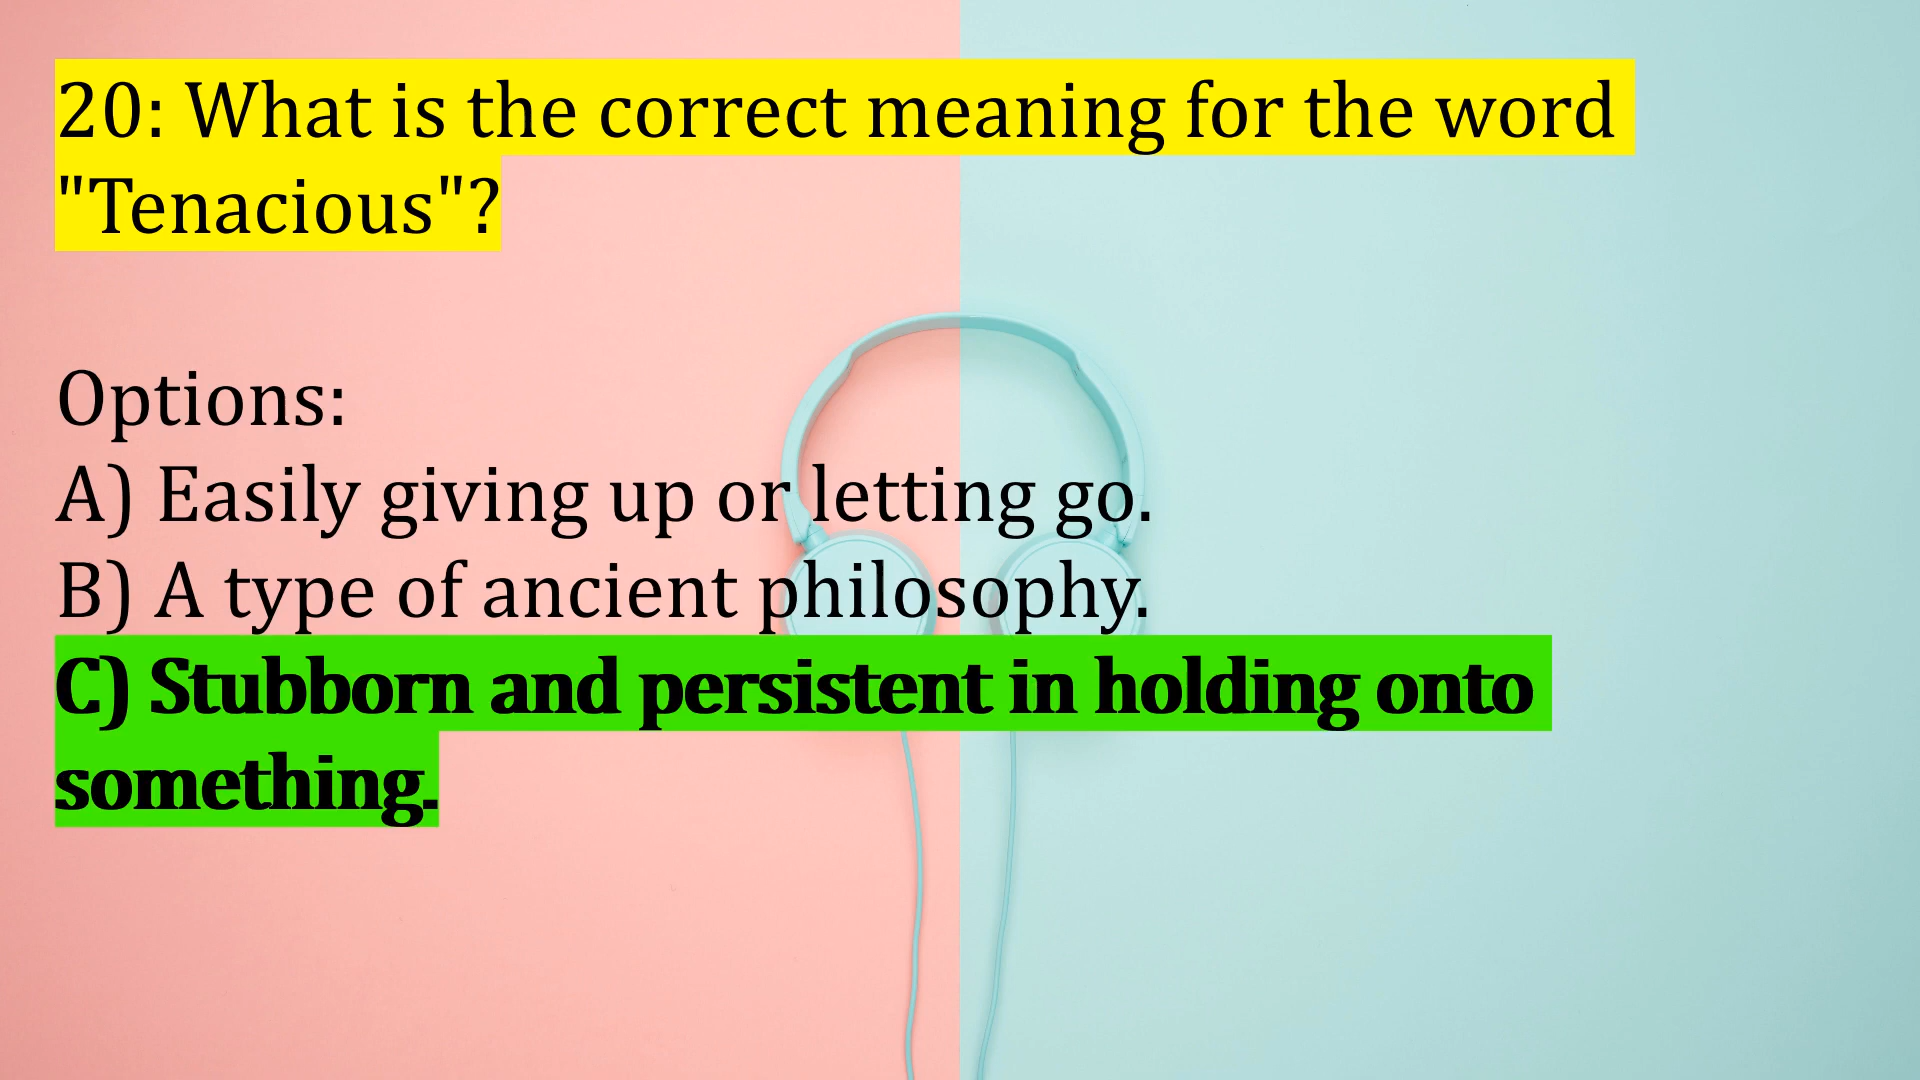 20: What is the correct meaning for the word
"Tenacious"?
Options:
A) Easily giving up or letting go.
B) A type of ancient philosophy.
C) Stubborn and persistent in holding onto
something.